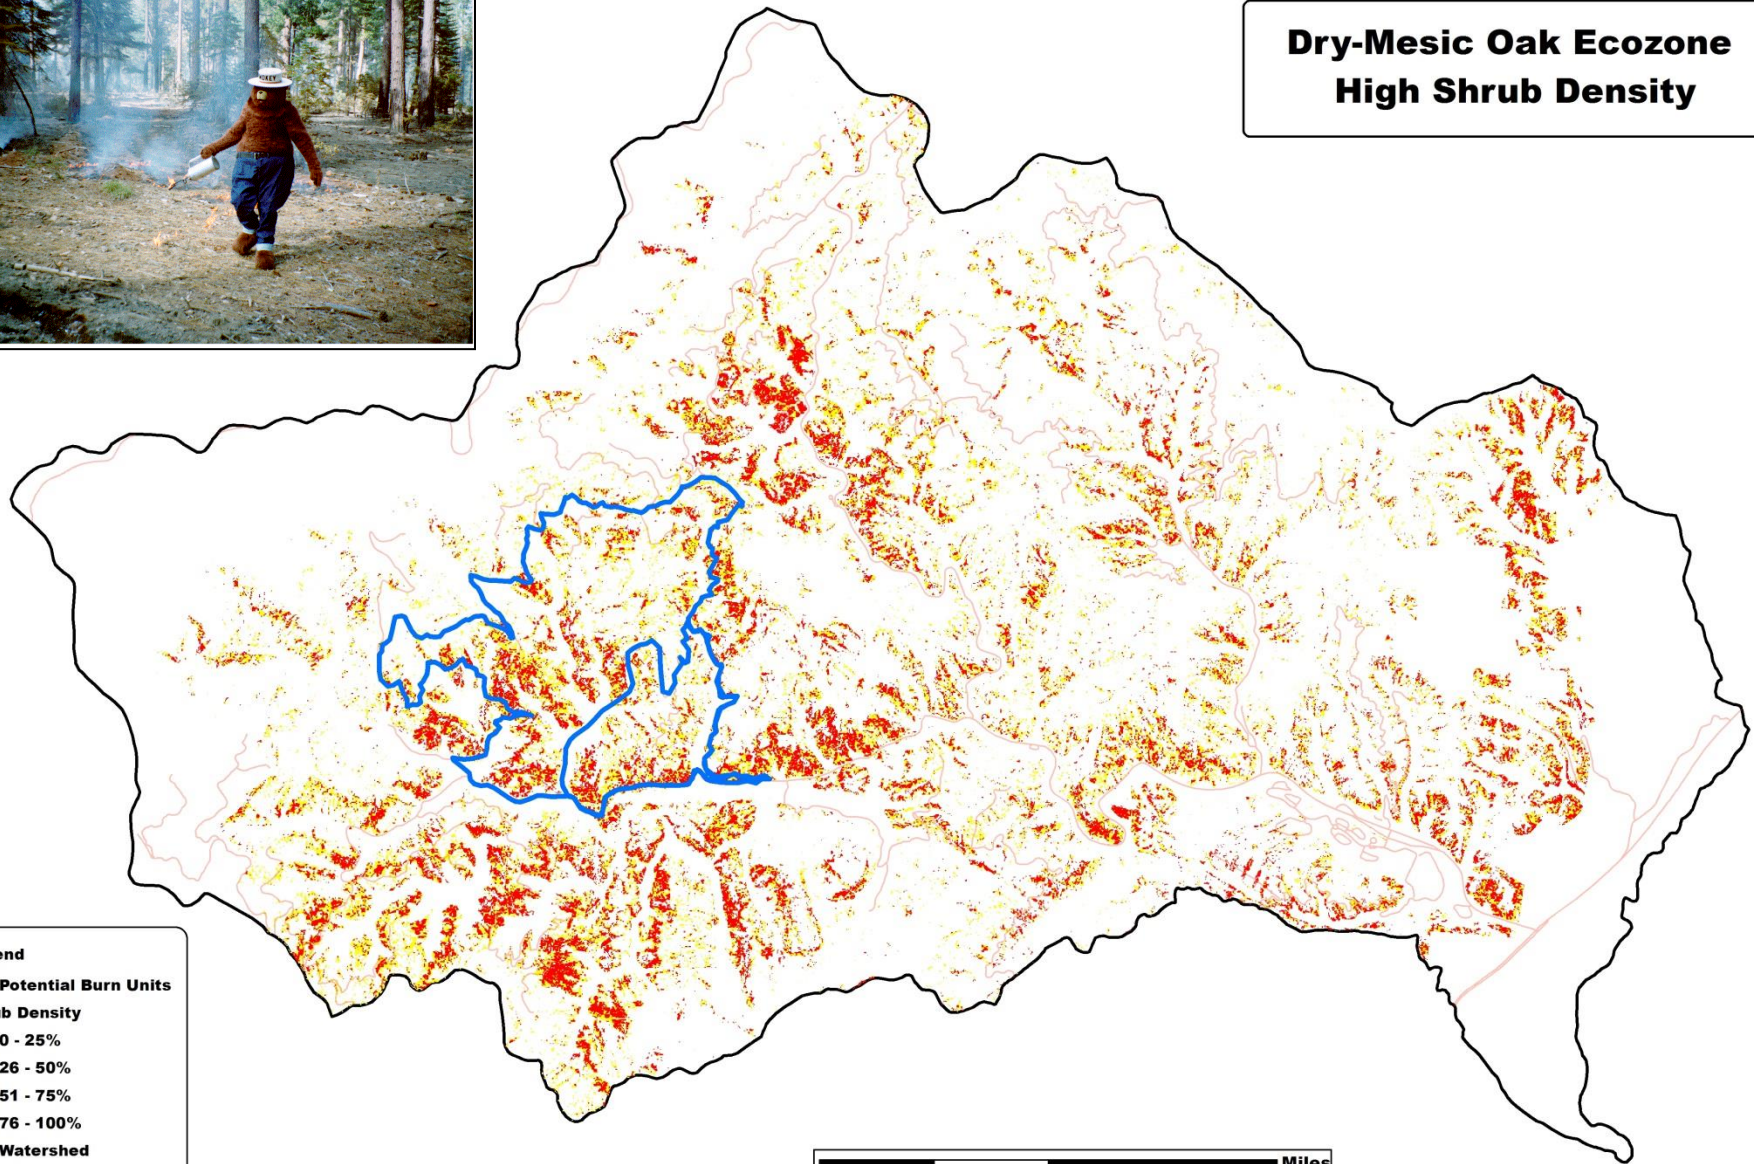 Dry-Mesic Oak Ecozone
High Shrub Density
Potential Burn Units
Density
0 - 25%
26 - 50%
51 - 75%
76 - 100%
Watershed
Miles